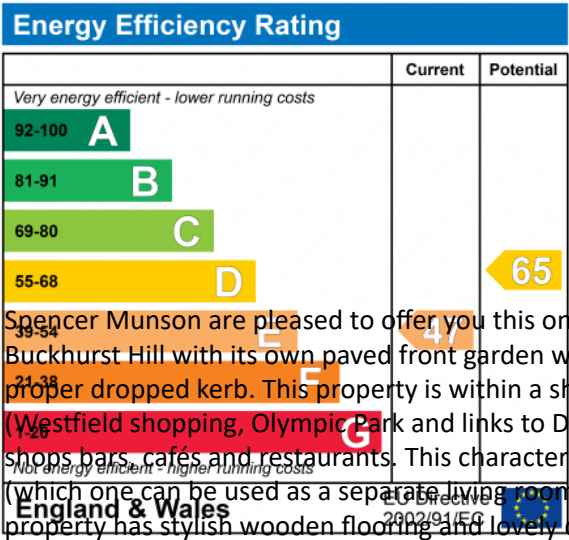 Energy Efficiency Rating
Current Potential
Very energy efficient - lower running costs
92-100 A
81-91 B
69-80 C
55-68 D 65
39-54 E 47
21-38 F
1-20 G
Not energy efficient - higher running costs
England & Wales EU Directive 2002/91/EC
Spencer Munson are pleased to offer you this
Buckhurst Hill with its own paved front garden
proper dropped kerb. This property is within a
(Westfield shopping, Olympic Park and links to
shops bars, cafés and restaurants. This character
(which one can be used as a separate living room
property has stylish wooden flooring and lovely